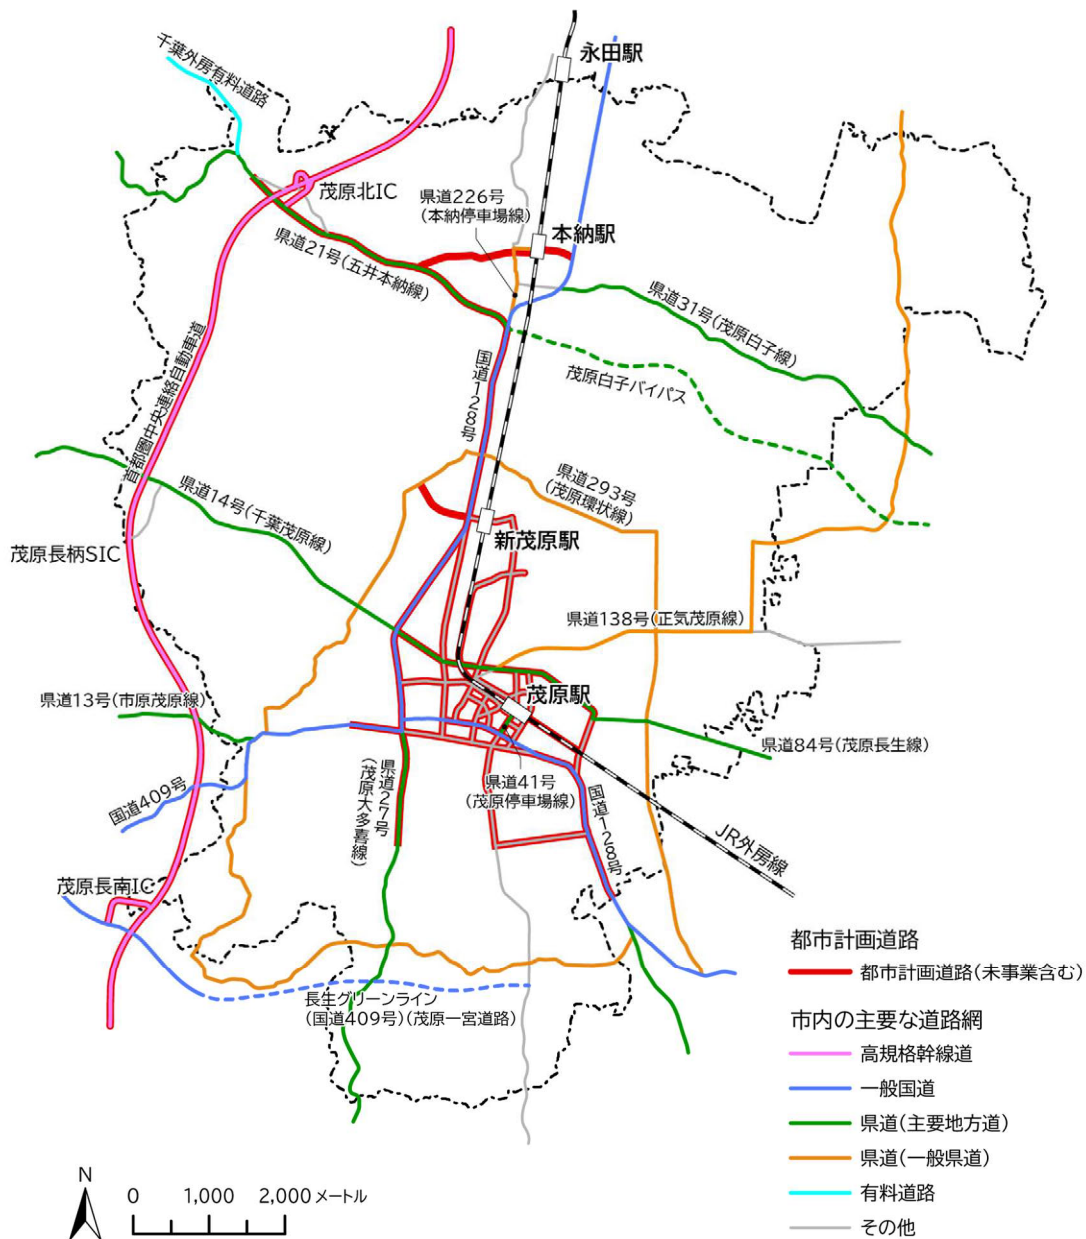 永田駅
千葉外房有料道路
茂原北IC
県道226号
(本納停車場線)
本納駅
県道21号(五井本納線)
県道31号(茂原白子線)
首都圏中央連絡自動車道
国道128号
茂原白子バイパス
県道14号(千葉茂原線)
県道293号
(茂原環状線)
新茂原駅
茂原長柄SIC
県道138号(正気茂原線)
県道13号(市原茂原線)
茂原駅
県道84号(茂原長生線)
国道409号
県道27号
(茂原大多喜線)
県道41号
(茂原停車場線)
国道128号
JR外房線
茂原長南IC
長生グリーンライン
(国道409号)(茂原一宮道路)
都市計画道路
都市計画道路(未事業含む)
市内の主要な道路網
高規格幹線道
一般国道
県道(主要地方道)
県道(一般県道)
有料道路
その他
N
0 1,000 2,000 メートル